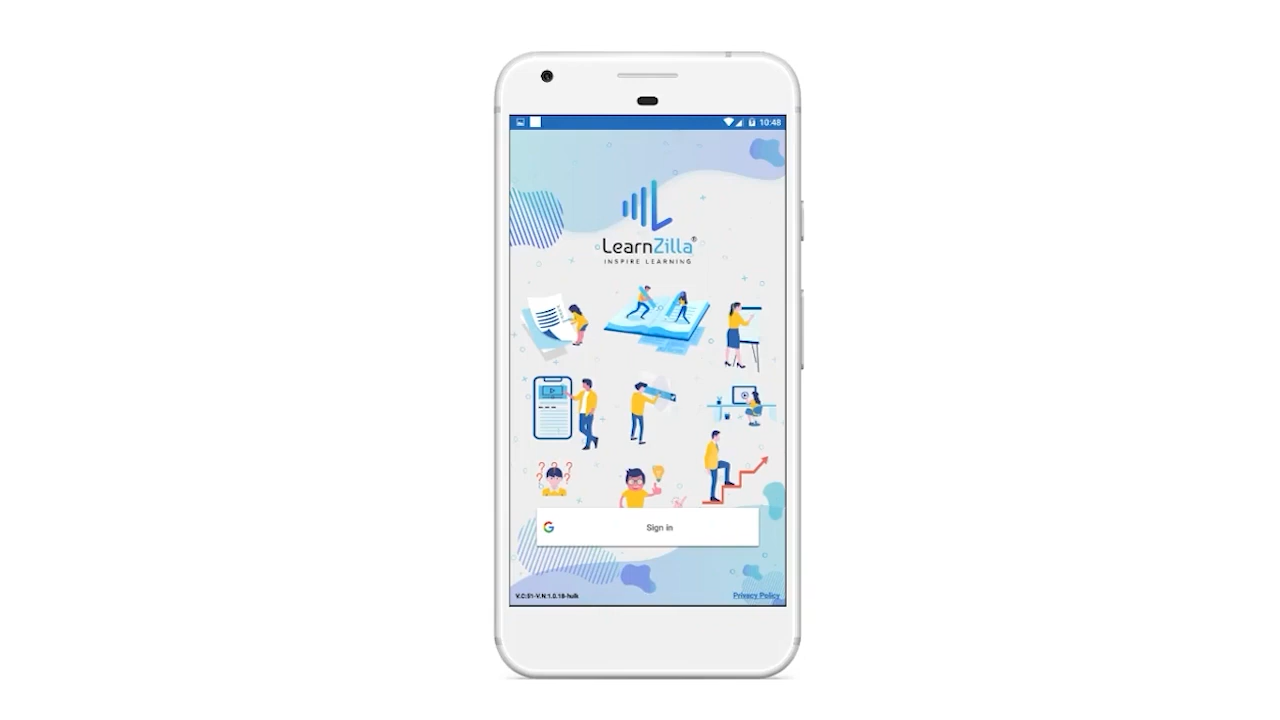 10:48
LearnZilla®
INSPIRE LEARNING
? ? ? ?
G Sign in
V.C:51-V.N:1.0.18-hulk
Privacy Policy